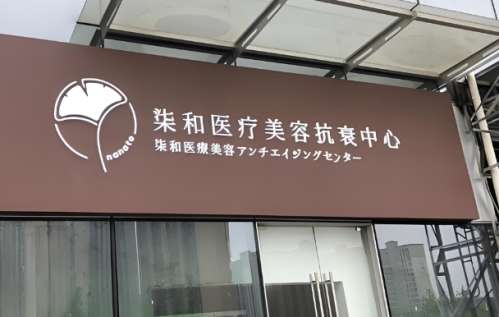 柒和医疗美容抗衰中心
柒和医療美容アンチエイジングセンター
nanato